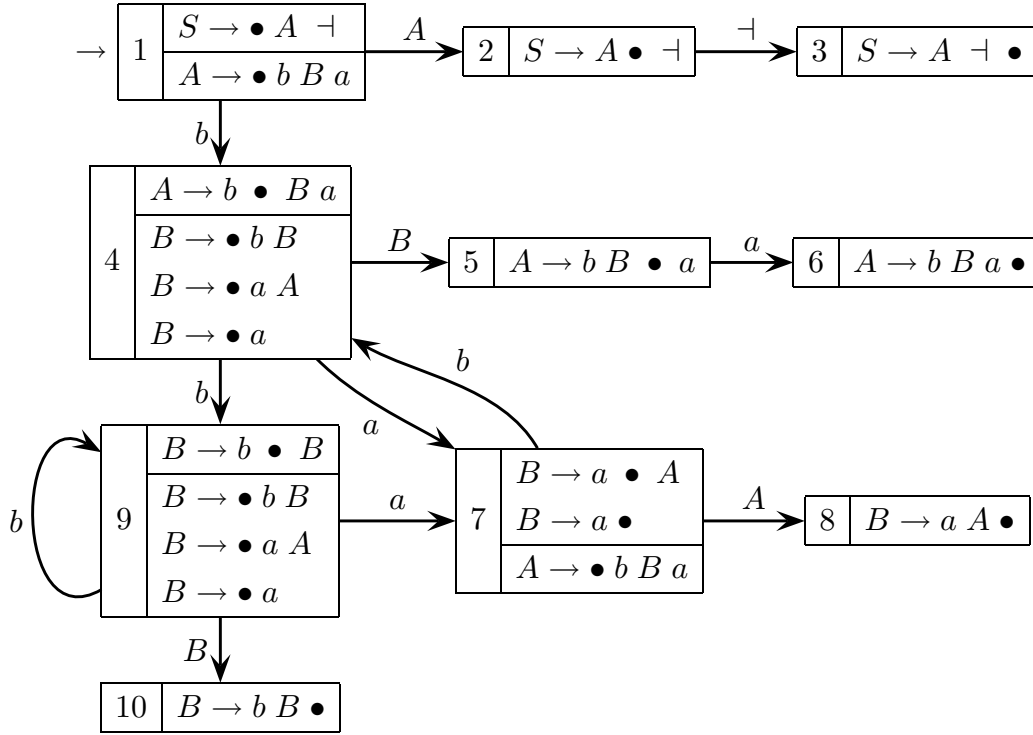 → 1 S → ● A ⊣ A 2 S → A ● ⊣ ⊣ 3 S → A ⊣ ●
A → ● b B a
b
4 A → b ● B a
B → ● b B B 5 A → b B ● a a 6 A → b B a ●
B → ● a A
B → ● a
b a b
9 B → b ● B 7 B → a ● A
b B → ● b B a B → a ● A 8 B → a A ●
B → ● a A A → ● b B a
B → ● a
B
10 B → b B ●